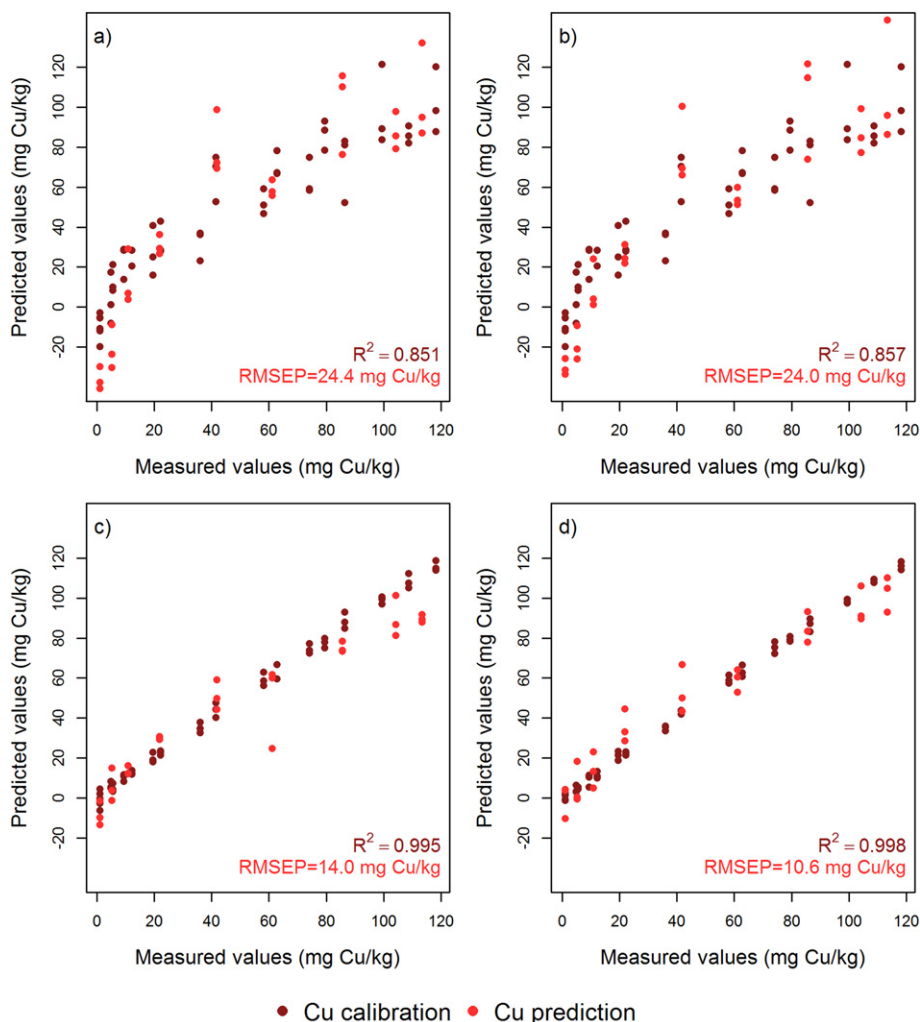 a)
Predicted values (mg Cu/kg)
120
100
80
60
40
20
0
20
R² = 0.851
RMSEP=24.4 mg Cu/kg
0 20 40 60 80 100 120
Measured values (mg Cu/kg)
b)
Predicted values (mg Cu/kg)
120
100
80
60
40
20
0
20
R² = 0.857
RMSEP=24.0 mg Cu/kg
0 20 40 60 80 100 120
Measured values (mg Cu/kg)
c)
Predicted values (mg Cu/kg)
120
100
80
60
40
20
0
20
R² = 0.995
RMSEP=14.0 mg Cu/kg
0 20 40 60 80 100 120
Measured values (mg Cu/kg)
d)
Predicted values (mg Cu/kg)
120
100
80
60
40
20
0
20
R² = 0.998
RMSEP=10.6 mg Cu/kg
0 20 40 60 80 100 120
Measured values (mg Cu/kg)
Cu calibration Cu prediction